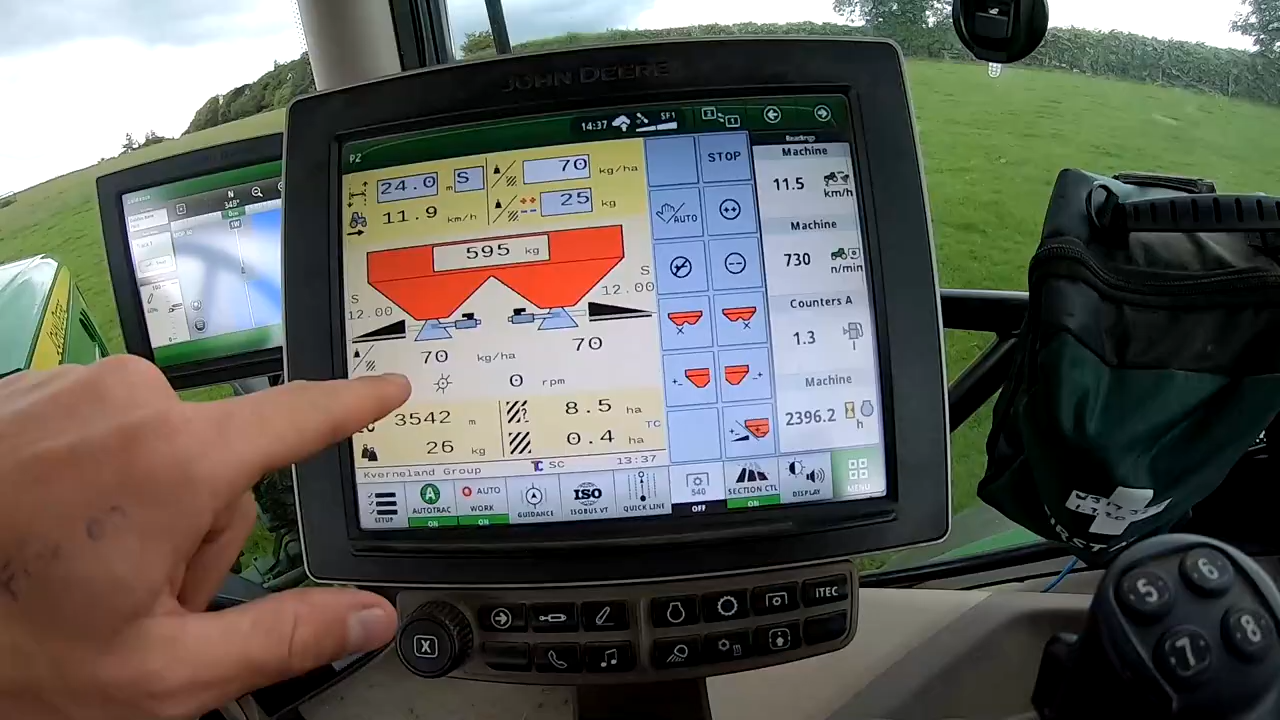 JOHN DEERE
14:37 SF1
2 1
P2
24.0 m S 70 kg/ha
11.9 km/h 25 kg
595 kg
S 12.00
S 12.00
70 kg/ha 70
0 rpm
3542 m 8.5 ha
TC
26 kg 0.4 ha
Kverneland Group TC SC 13:37
STOP
AUTO
Readings
Machine
11.5 km/h
Machine
730 n/min
Counters A
1.3 l
Machine
2396.2 h
SETUP
A
AUTOTRAC
ON
AUTO
WORK
ON
GUIDANCE
ISO
ISOBUS VT
QUICK LINE
540
OFF
SECTION CTL
ON
DISPLAY
MENU
N
348°
X
ITEC
5
6
7
8